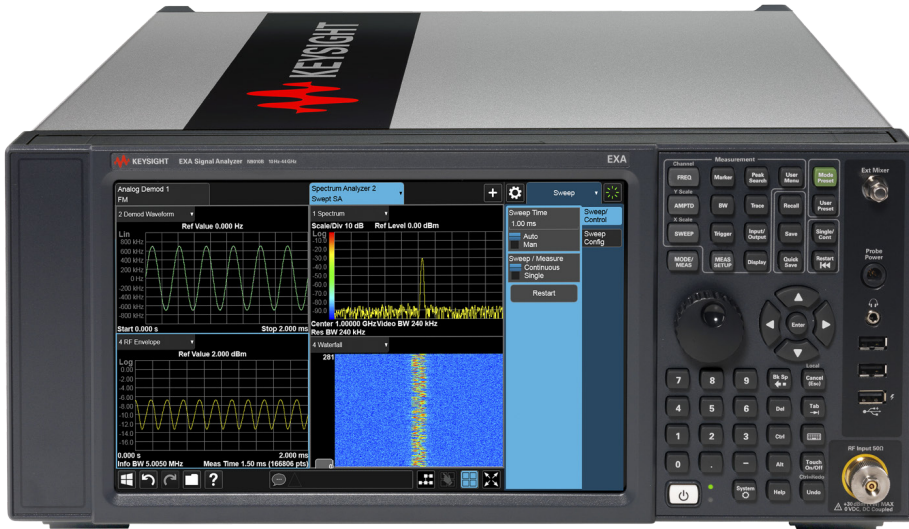 KEYSIGHT
KEYSIGHT EXA Signal Analyzer N9010B 10 Hz-44 GHz
EXA
Analog Demod 1
FM
Spectrum Analyzer 2
Swept SA
+
Sweep
2 Demod Waveform
Ref Value 0.000 Hz
Lin
800 kHz
600 kHz
400 kHz
200 kHz
0 Hz
-200 kHz
-400 kHz
-600 kHz
-800 kHz
Start 0.000 s
Stop 2.000 ms
1 Spectrum
Scale/Div 10 dB
Ref Level 0.00 dBm
Log
-10.0
-20.0
-30.0
-40.0
-50.0
-60.0
-70.0
-80.0
-90.0
Center 1.00000 GHz
Video BW 240 kHz
Res BW 240 kHz
4 RF Envelope
Ref Value 2.000 dBm
Log
0.00
-2.00
-4.00
-6.00
-8.00
-10.0
-12.0
-14.0
-16.0
0.000 s
2.000 ms
Info BW 5.0050 MHz
Meas Time 1.50 ms (166806 pts)
4 Waterfall
281
0
Sweep Time
1.00 ms
Auto
Man
Sweep / Measure
Continuous
Single
Restart
Sweep/
Control
Sweep
Config
?
Measurement
Channel
FREQ
Marker
Peak
Search
User
Menu
Mode
Preset
Y Scale
AMPTD
BW
Trace
Recall
User
Preset
X Scale
SWEEP
Trigger
Input/
Output
Save
Single/
Cont
MODE/
MEAS
MEAS
SETUP
Display
Quick
Save
Restart
Enter
Local
7
8
9
Bk Sp
Cancel
(Esc)
4
5
6
Del
Tab
1
2
3
Ctrl
0
.
−
Alt
Touch
On/Off
System
Help
Undo
Ext Mixer
Probe
Power
RF Input 50Ω
0 VDC, DC Coupled